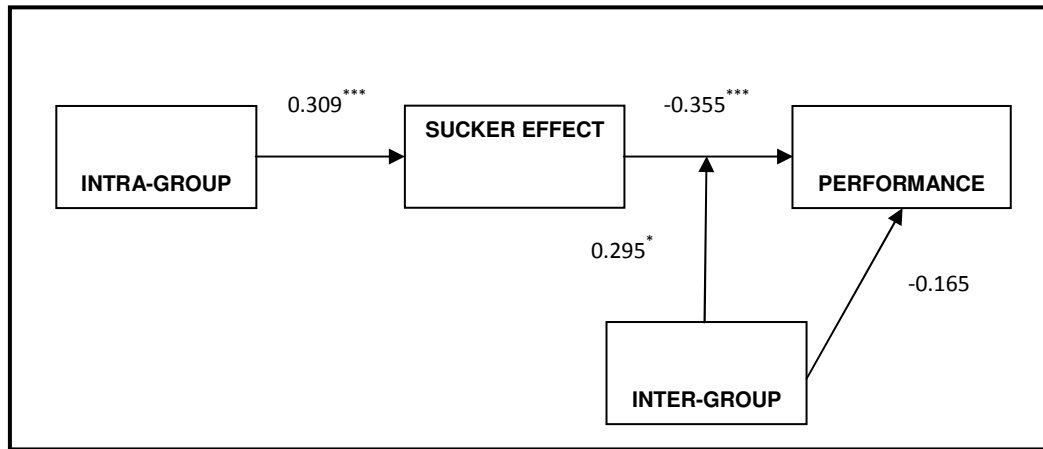 0.309***
-0.355***
SUCKER EFFECT
INTRA-GROUP
PERFORMANCE
0.295*
-0.165
INTER-GROUP